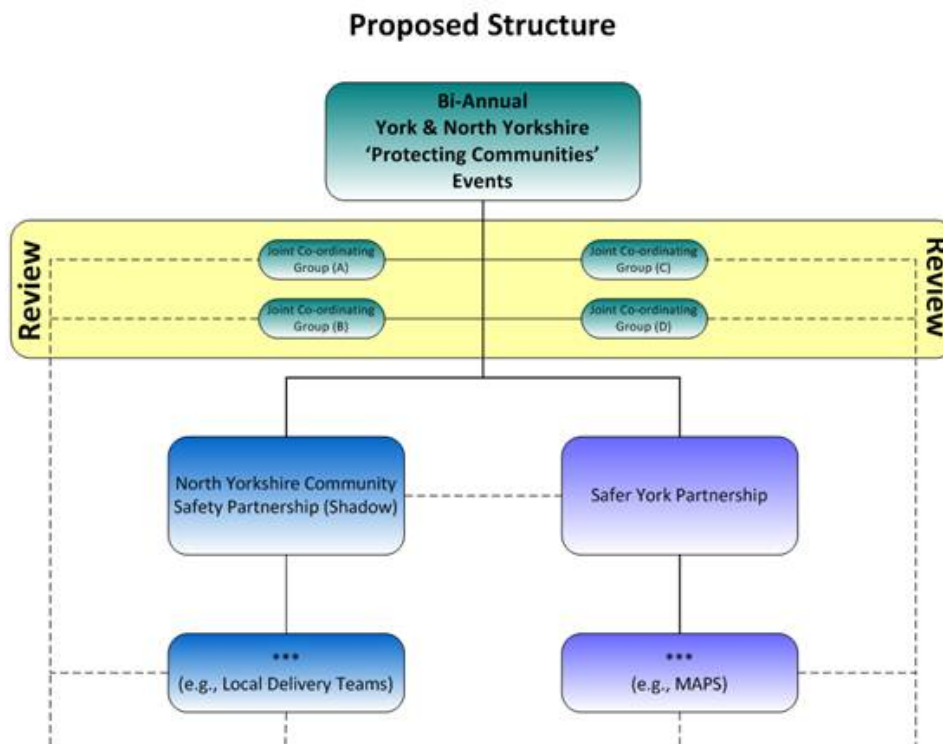 Proposed Structure
Bi-Annual
York & North Yorkshire
‘Protecting Communities’
Events
Review
Joint Co-ordinating
Group (A)
Joint Co-ordinating
Group (C)
Review
Joint Co-ordinating
Group (B)
Joint Co-ordinating
Group (D)
North Yorkshire Community
Safety Partnership (Shadow)
Safer York Partnership
***
(e.g., Local Delivery Teams)
***
(e.g., MAPS)